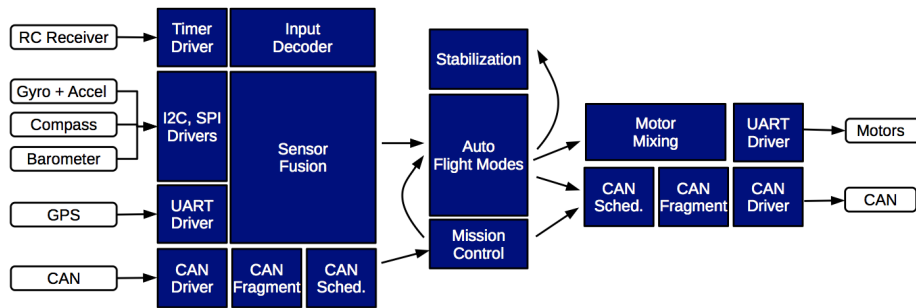 RC Receiver
Timer
Driver
Input
Decoder
Gyro + Accel
Compass
Barometer
I2C, SPI
Drivers
Sensor
Fusion
GPS
UART
Driver
CAN
CAN
Driver
CAN
Fragment
CAN
Sched.
Stabilization
Auto
Flight Modes
Mission
Control
Motor
Mixing
UART
Driver
Motors
CAN
Sched.
CAN
Fragment
CAN
Driver
CAN